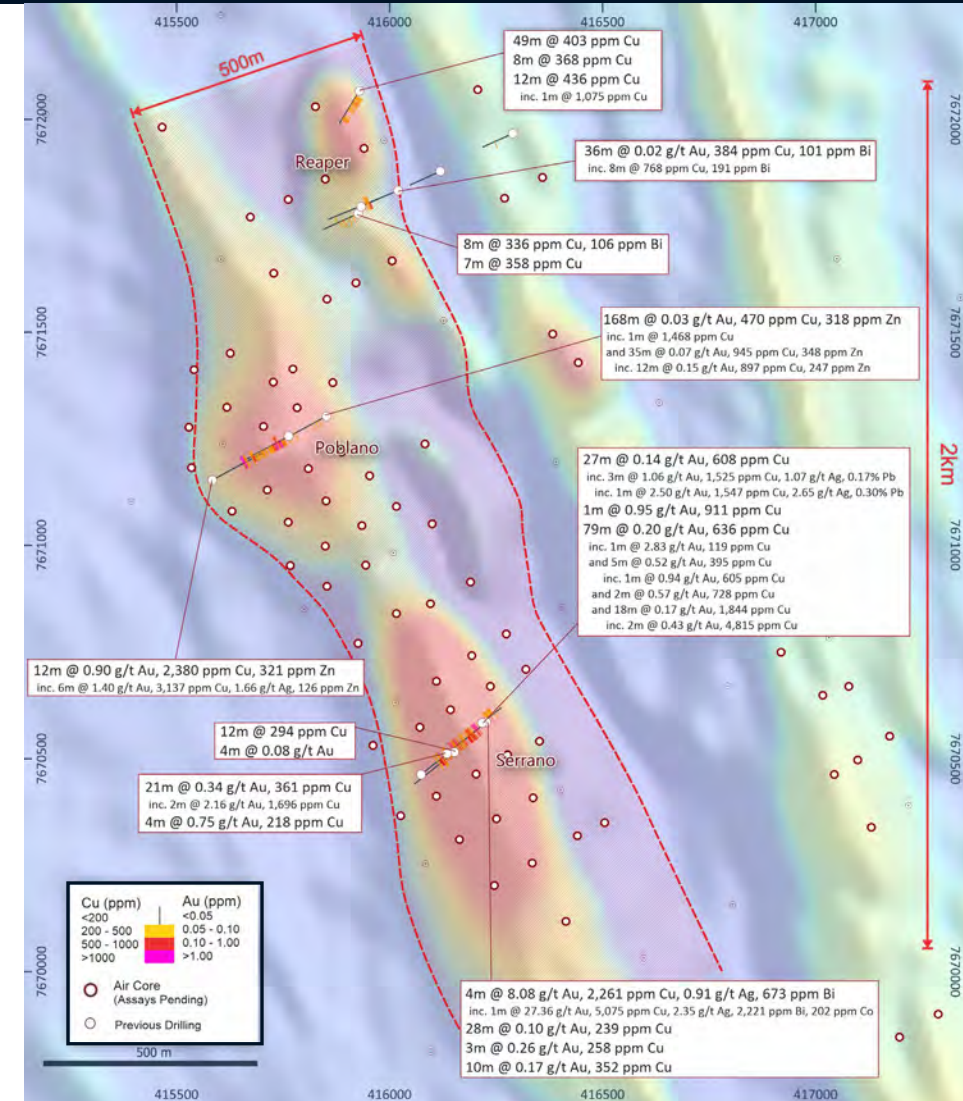 415500
416000
416500
417000
500m
49m @ 403 ppm Cu
8m @ 368 ppm Cu
12m @ 436 ppm Cu
inc. 1m @ 1,075 ppm Cu
7672000
7672000
Reaper
36m @ 0.02 g/t Au, 384 ppm Cu, 101 ppm Bi
inc. 8m @ 768 ppm Cu, 191 ppm Bi
8m @ 336 ppm Cu, 106 ppm Bi
7m @ 358 ppm Cu
7671500
7671500
168m @ 0.03 g/t Au, 470 ppm Cu, 318 ppm Zn
inc. 1m @ 1,468 ppm Cu
and 35m @ 0.07 g/t Au, 945 ppm Cu, 348 ppm Zn
inc. 12m @ 0.15 g/t Au, 897 ppm Cu, 247 ppm Zn
Poblano
2km
27m @ 0.14 g/t Au, 608 ppm Cu
inc. 3m @ 1.06 g/t Au, 1,525 ppm Cu, 1.07 g/t Ag, 0.17% Pb
inc. 1m @ 2.50 g/t Au, 1,547 ppm Cu, 2.65 g/t Ag, 0.30% Pb
1m @ 0.95 g/t Au, 911 ppm Cu
79m @ 0.20 g/t Au, 636 ppm Cu
inc. 1m @ 2.83 g/t Au, 119 ppm Cu
and 5m @ 0.52 g/t Au, 395 ppm Cu
inc. 1m @ 0.94 g/t Au, 605 ppm Cu
and 2m @ 0.57 g/t Au, 728 ppm Cu
and 18m @ 0.17 g/t Au, 1,844 ppm Cu
inc. 2m @ 0.43 g/t Au, 4,815 ppm Cu
7671000
7671000
12m @ 0.90 g/t Au, 2,380 ppm Cu, 321 ppm Zn
inc. 6m @ 1.40 g/t Au, 3,137 ppm Cu, 1.66 g/t Ag, 126 ppm Zn
12m @ 294 ppm Cu
4m @ 0.08 g/t Au
Serrano
7670500
7670500
21m @ 0.34 g/t Au, 361 ppm Cu
inc. 2m @ 2.16 g/t Au, 1,696 ppm Cu
4m @ 0.75 g/t Au, 218 ppm Cu
Cu (ppm) Au (ppm)
<200 <0.05
200 - 500 0.05 - 0.10
500 - 1000 0.10 - 1.00
>1000 >1.00
Air Core
(Assays Pending)
Previous Drilling
7670000
7670000
4m @ 8.08 g/t Au, 2,261 ppm Cu, 0.91 g/t Ag, 673 ppm Bi
inc. 1m @ 27.36 g/t Au, 5,075 ppm Cu, 2.35 g/t Ag, 2,221 ppm Bi, 202 ppm Co
28m @ 0.10 g/t Au, 239 ppm Cu
3m @ 0.26 g/t Au, 258 ppm Cu
10m @ 0.17 g/t Au, 352 ppm Cu
500 m
415500
416000
416500
417000